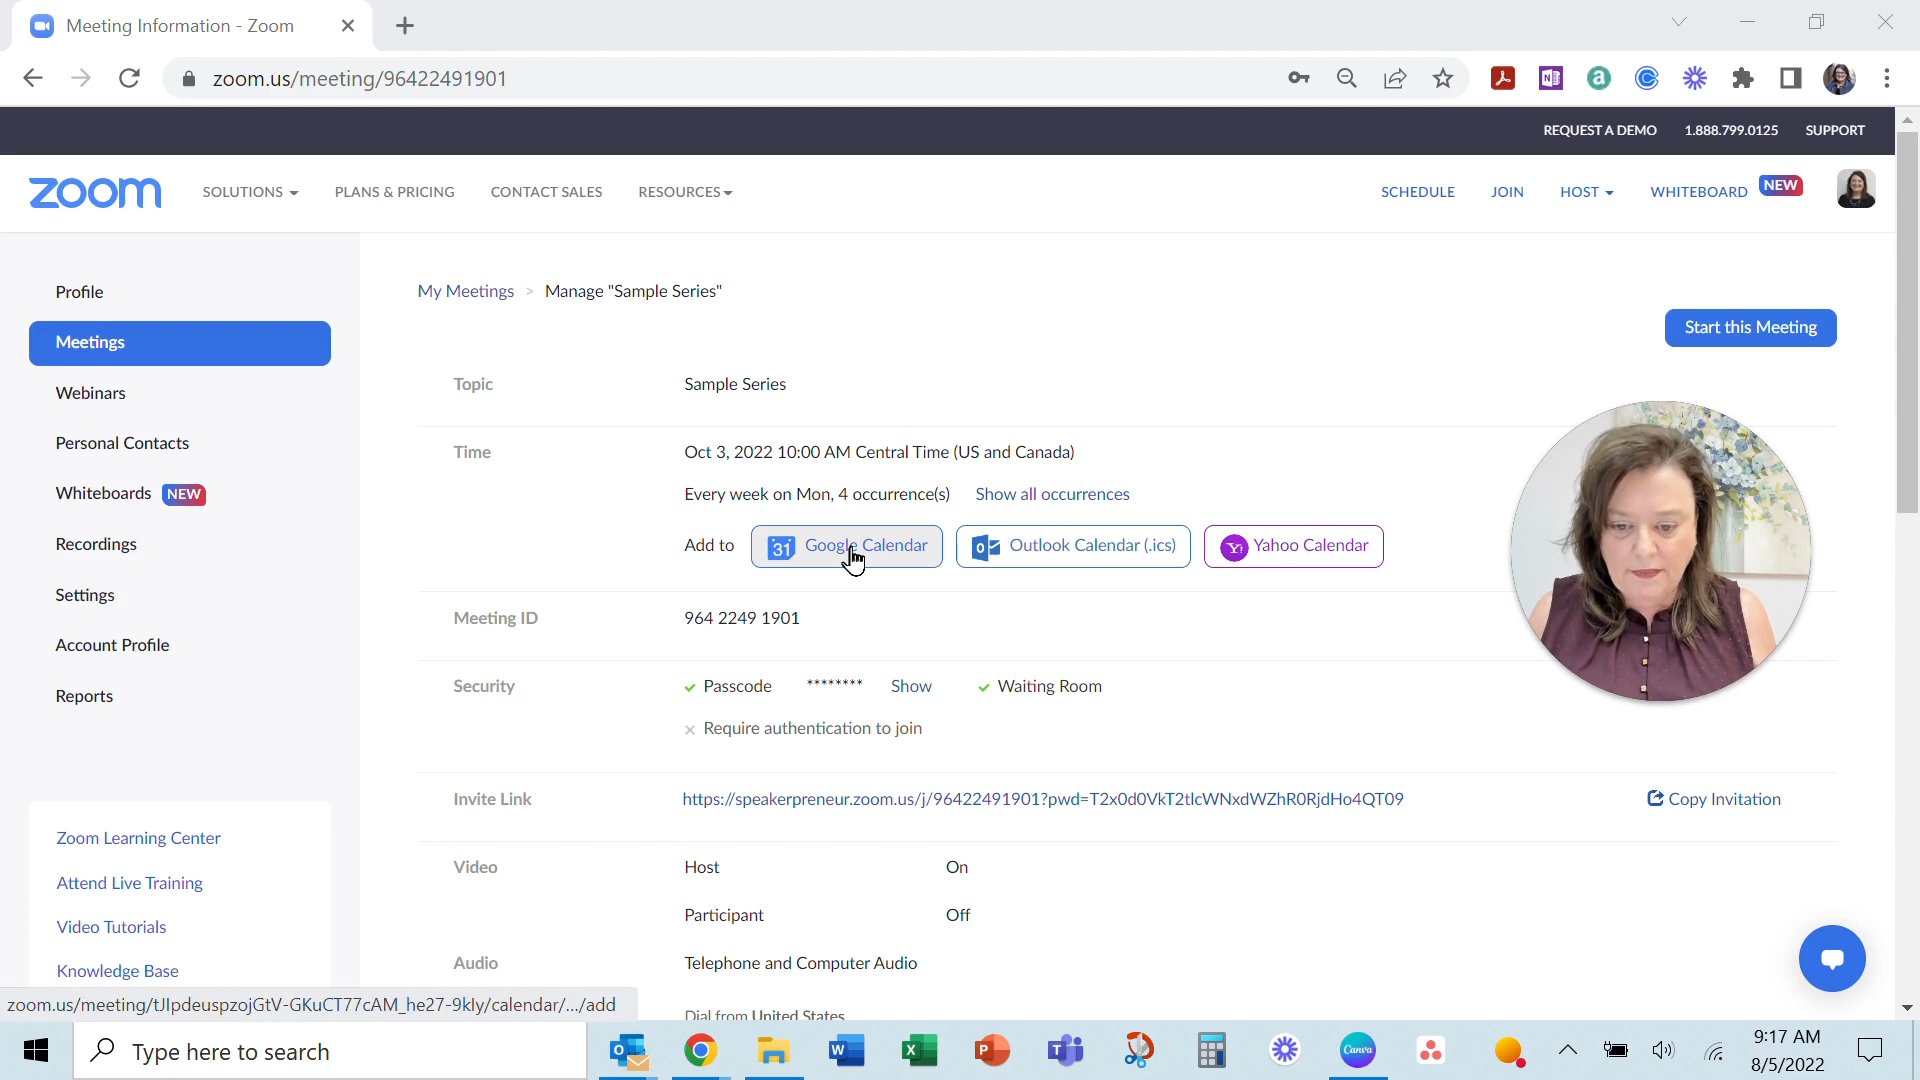 Meeting Information - Zoom
zoom.us/meeting/96422491901
REQUEST A DEMO 1.888.799.0125 SUPPORT
zoom SOLUTIONS PLANS & PRICING CONTACT SALES RESOURCES SCHEDULE JOIN HOST WHITEBOARD NEW
Profile
Meetings
Webinars
Personal Contacts
Whiteboards NEW
Recordings
Settings
Account Profile
Reports
Zoom Learning Center
Attend Live Training
Video Tutorials
Knowledge Base
My Meetings > Manage "Sample Series"
Start this Meeting
Topic Sample Series
Time Oct 3, 2022 10:00 AM Central Time (US and Canada)
Every week on Mon, 4 occurrence(s) Show all occurrences
Add to 31 Google Calendar Outlook Calendar (.ics) Yahoo Calendar
Meeting ID 964 2249 1901
Security Passcode ******** Show Waiting Room
Require authentication to join
Invite Link https://speakerpreneur.zoom.us/j/96422491901?pwd=T2x0d0VkT2tlcWNxdWZhR0RjdHo4QT09 Copy Invitation
Video Host On
Participant Off
Audio Telephone and Computer Audio
Dial from United States
zoom.us/meeting/tJIpdeuspzojGtV-GKuCT77cAM_he27-9kly/calendar/.../add
Type here to search
Canva
9:17 AM
8/5/2022